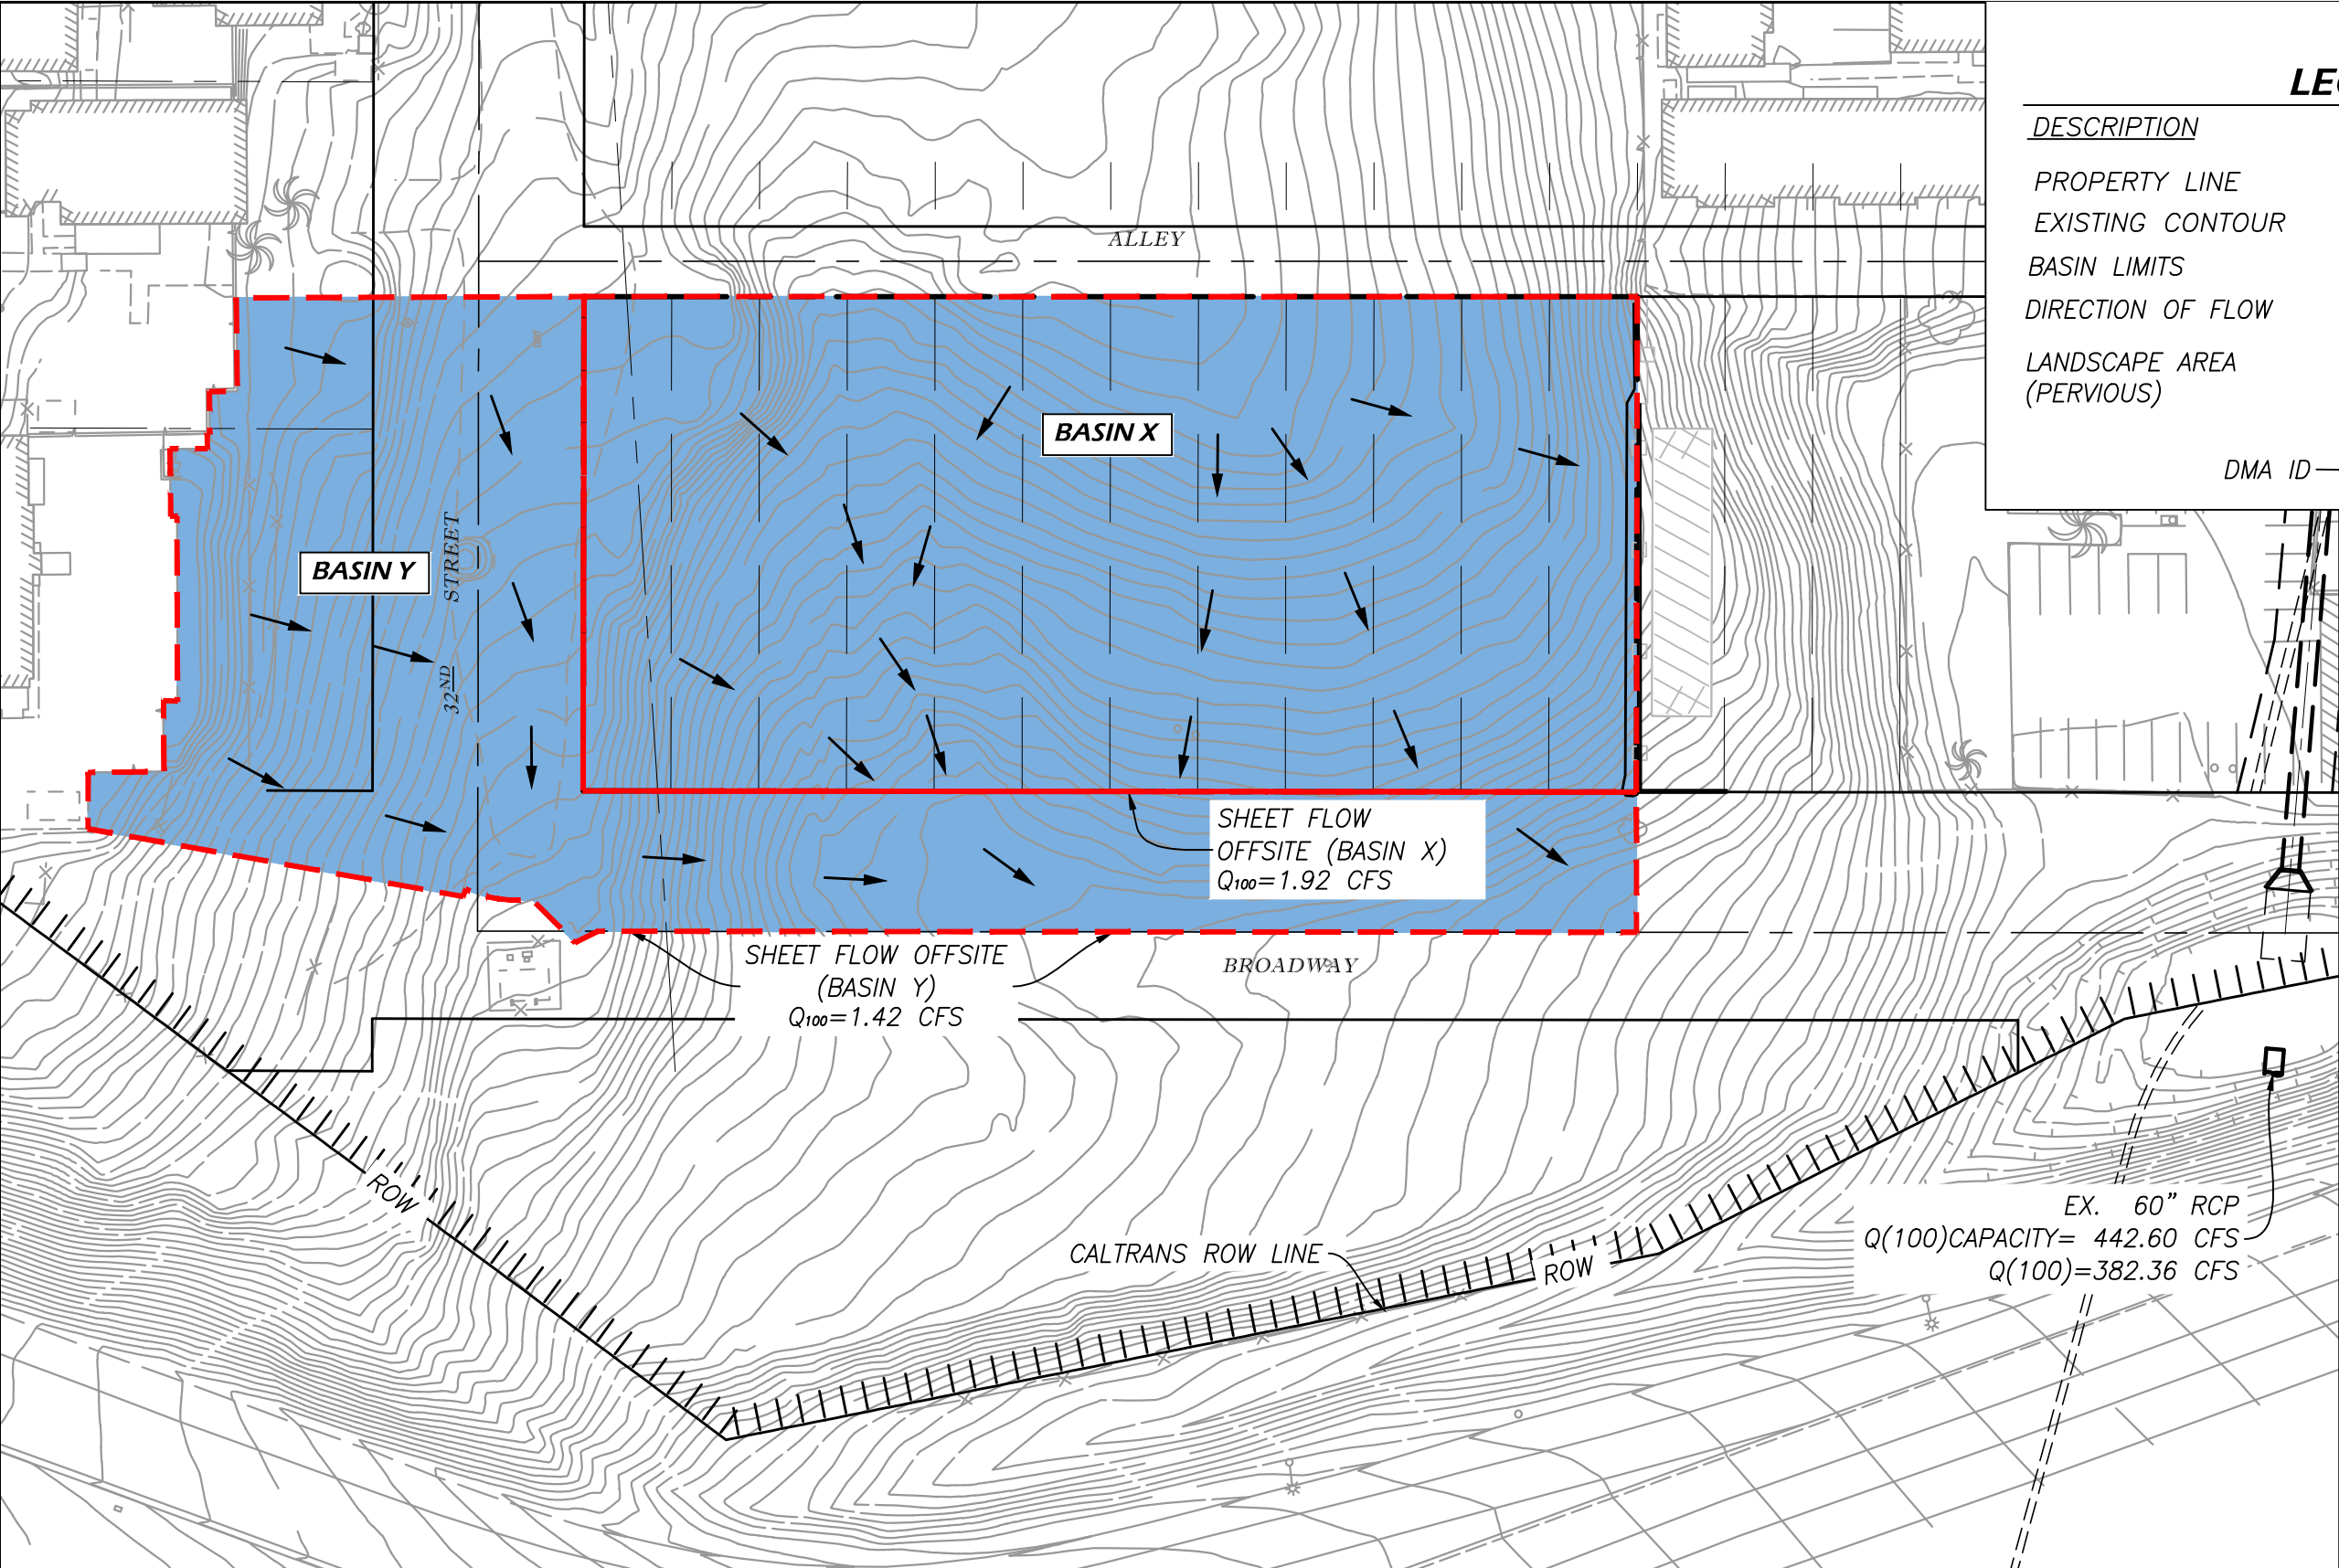 LEG
DESCRIPTION
PROPERTY LINE
EXISTING CONTOUR
BASIN LIMITS
DIRECTION OF FLOW
LANDSCAPE AREA
(PERVIOUS)
DMA ID
ALLEY
BASIN X
BASIN Y
32ND STREET
SHEET FLOW
OFFSITE (BASIN X)
Q100=1.92 CFS
SHEET FLOW OFFSITE
(BASIN Y)
Q100=1.42 CFS
BROADWAY
ROW
CALTRANS ROW LINE
ROW
EX. 60" RCP
Q(100)CAPACITY= 442.60 CFS
Q(100)=382.36 CFS